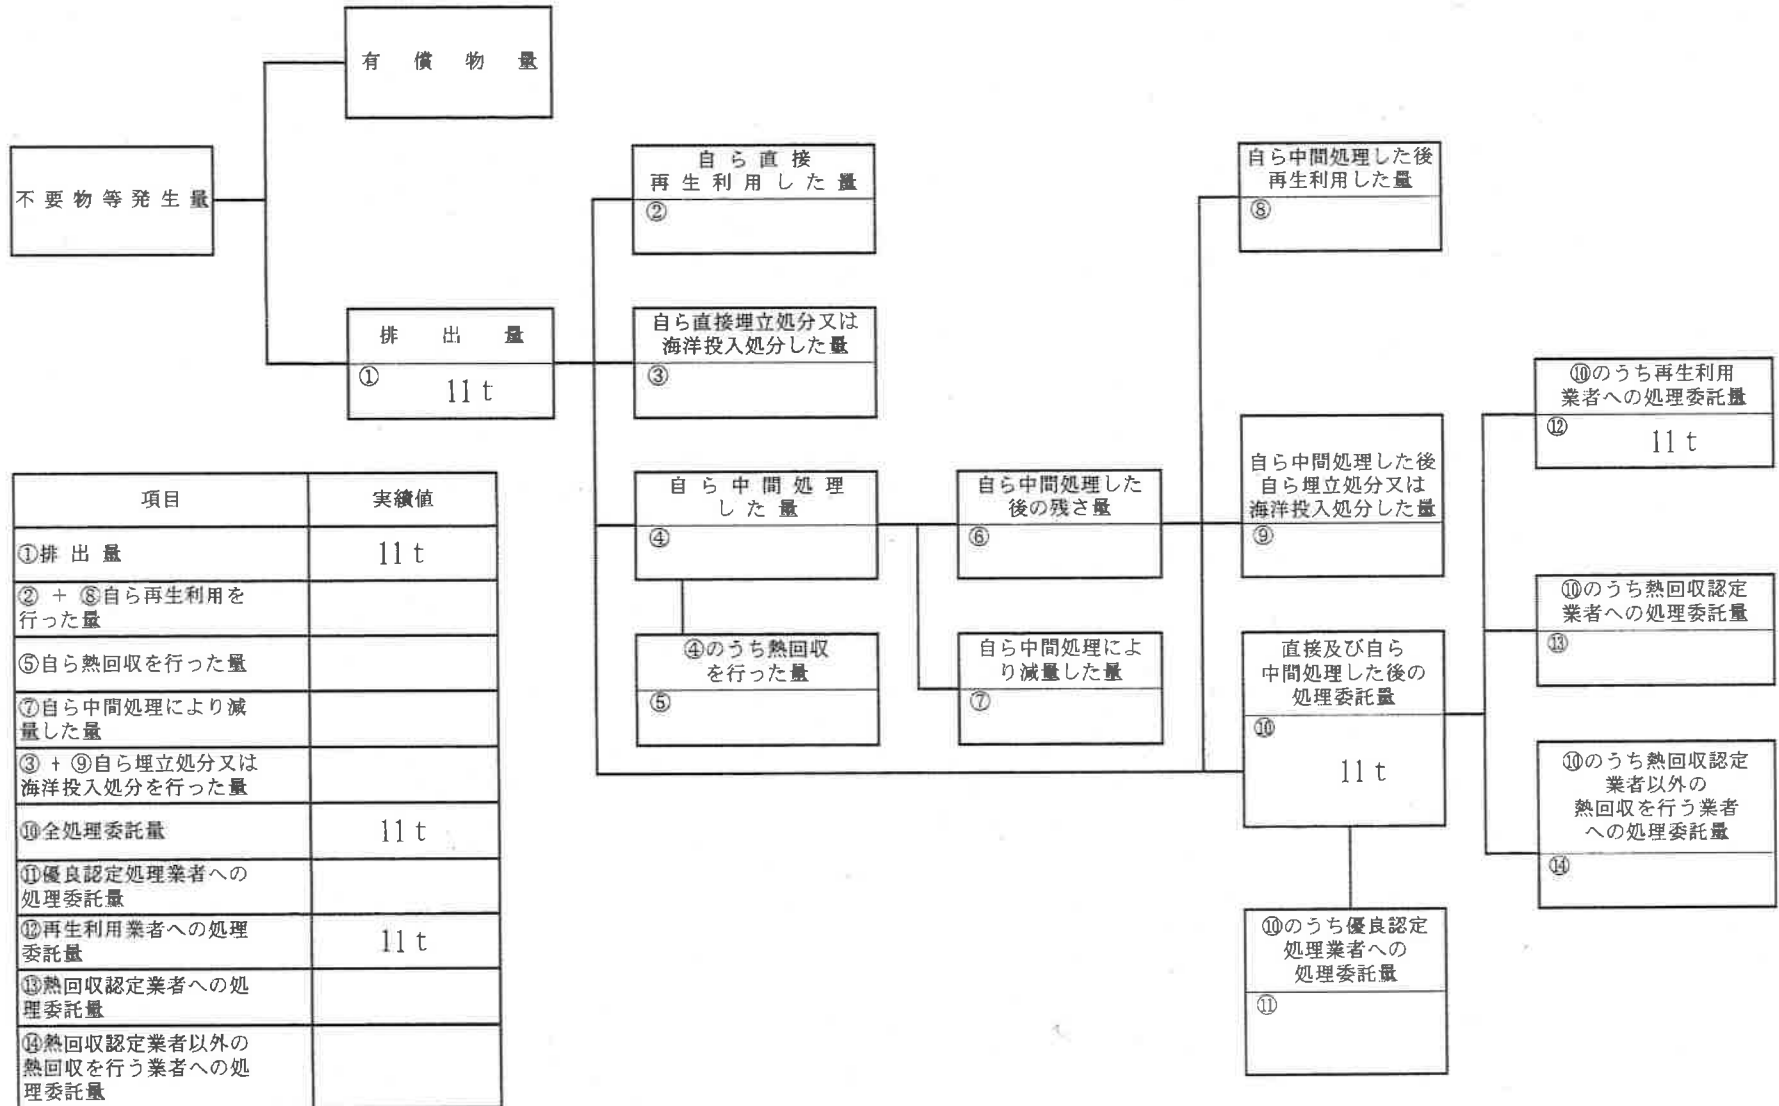 有 償 物 量
不 要 物 等 発 生 量
排 出 量
① 11 t
自 ら 直 接
再 生 利 用 し た 量
②
自ら直接埋立処分又は
海洋投入処分した量
③
自 ら 中 間 処 理
し た 量
④
④のうち熱回収
を行った量
⑤
自ら中間処理した
後の残さ量
⑥
自ら中間処理によ
り減量した量
⑦
自ら中間処理した後
再生利用した量
⑧
自ら中間処理した後
自ら埋立処分又は
海洋投入処分した量
⑨
直接及び自ら
中間処理した後の
処理委託量
⑩
11 t
⑩のうち優良認定
処理業者への
処理委託量
⑪
⑩のうち再生利用
業者への処理委託量
⑫ 11 t
⑩のうち熱回収認定
業者への処理委託量
⑬
⑩のうち熱回収認定
業者以外の
熱回収を行う業者
への処理委託量
⑭
項目 実績値
①排 出 量 11 t
② + ⑧自ら再生利用を
行った量
⑤自ら熱回収を行った量
⑦自ら中間処理により減
量した量
③ + ⑨自ら埋立処分又は
海洋投入処分を行った量
⑩全処理委託量 11 t
⑪優良認定処理業者への
処理委託量
⑫再生利用業者への処理
委託量 11 t
⑬熱回収認定業者への処
理委託量
⑭熱回収認定業者以外の
熱回収を行う業者への処
理委託量